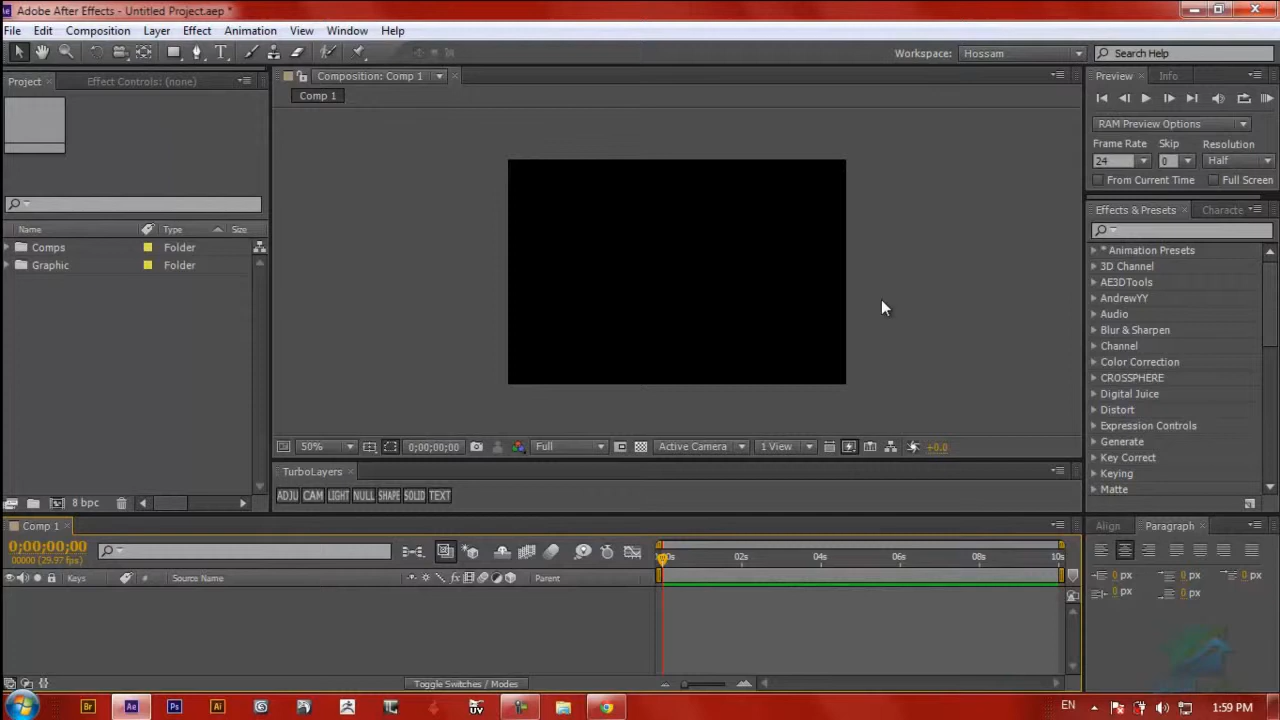 Adobe After Effects - Untitled Project.aep *
File Edit Composition Layer Effect Animation View Window Help
Workspace: Hossam Search Help
Project Effect Controls: (none)
Composition: Comp 1
Comp 1
Name Type Size
Comps Folder
Graphic Folder
8 bpc
50% 0;00;00;00 Full Active Camera 1 View +0.0
TurboLayers
ADJU CAM LIGHT NULL SHAPE SOLID TEXT
Preview Info
RAM Preview Options
Frame Rate Skip Resolution
24 0 Half
From Current Time Full Screen
Effects & Presets Characte
* Animation Presets
3D Channel
AE3DTools
AndrewYY
Audio
Blur & Sharpen
Channel
Color Correction
CROSSPHERE
Digital Juice
Distort
Expression Controls
Generate
Key Correct
Keying
Matte
Comp 1
0;00;00;00
00000 (29.97 fps)
02s 04s 06s 08s 10s
Keys # Source Name Parent
Toggle Switches / Modes
Align Paragraph
0 px 0 px 0 px
0 px 0 px
Br Ae Ps Ai UV EN 1:59 PM